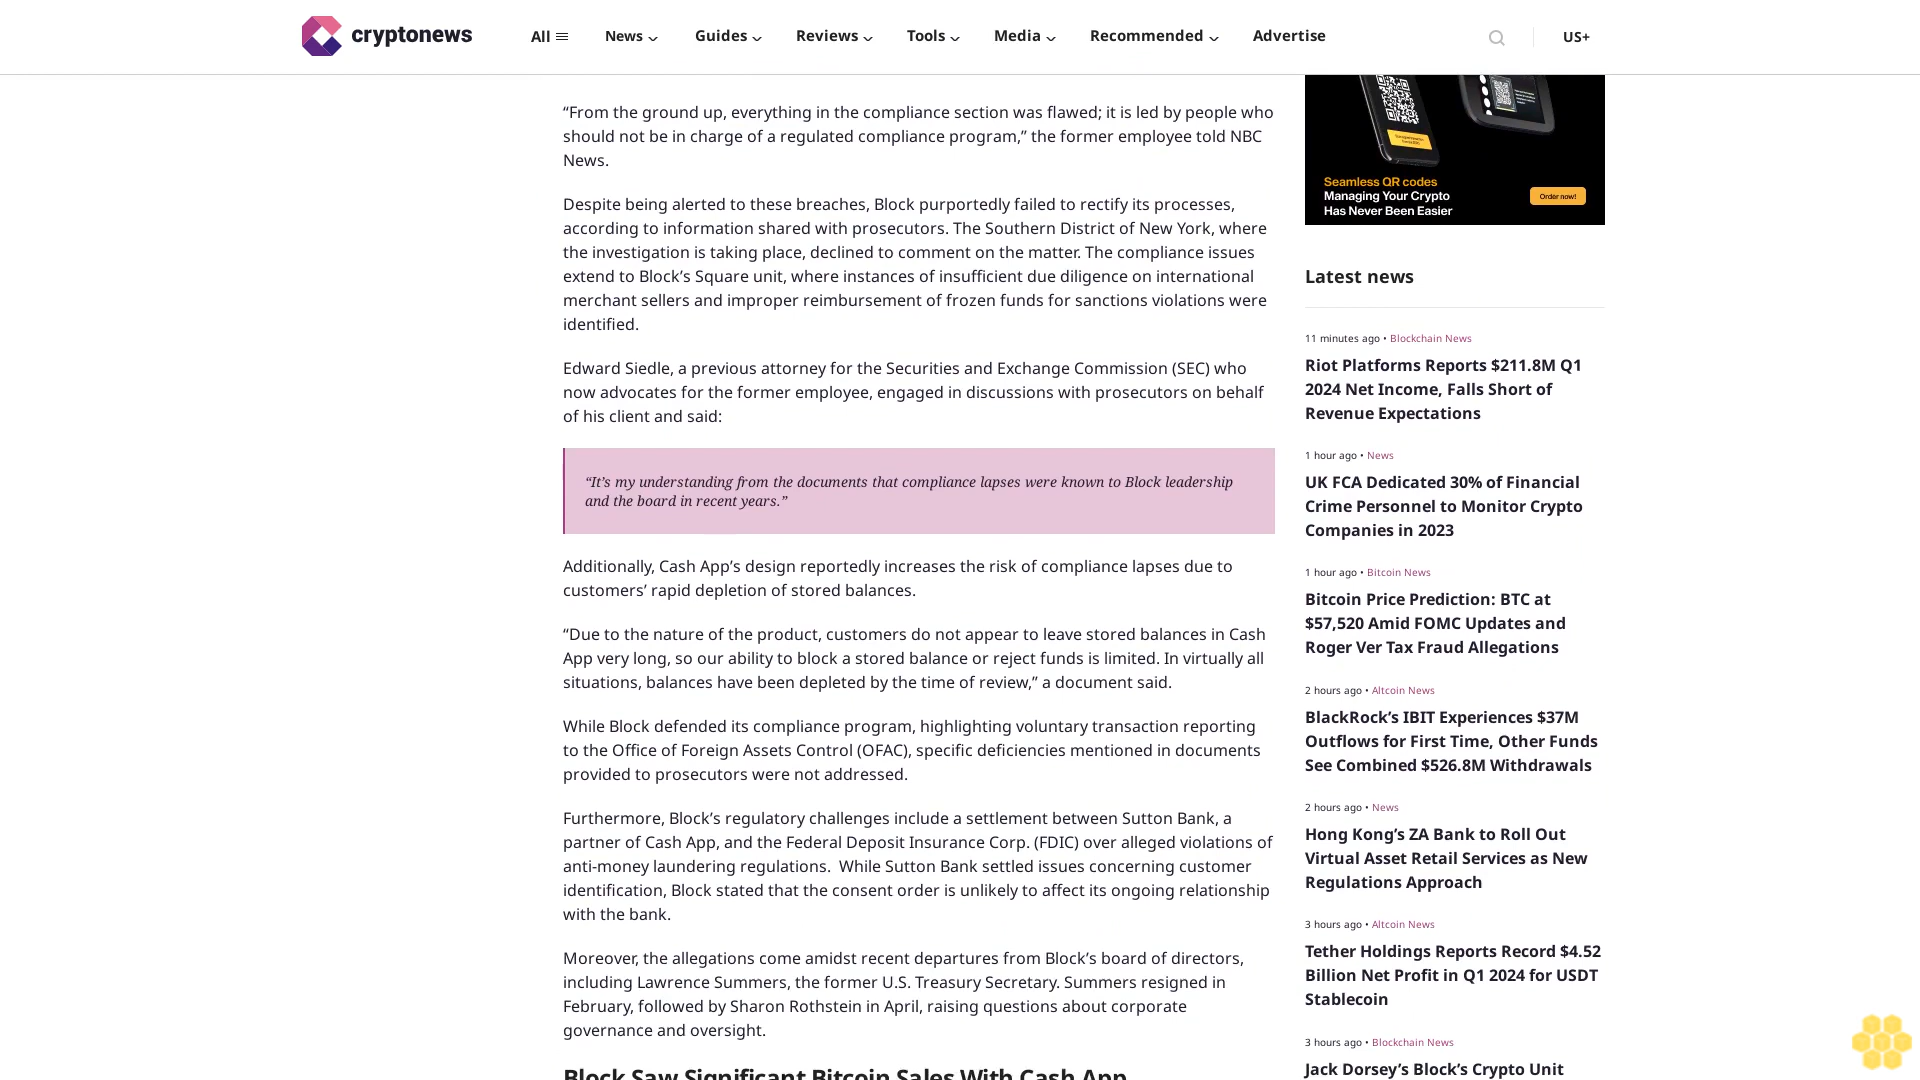 cryptonews
All
News
Guides
Reviews
Tools
Media
Recommended
Advertise
US+
“From the ground up, everything in the compliance section was flawed; it is led by people who
should not be in charge of a regulated compliance program,” the former employee told NBC
News.
Despite being alerted to these breaches, Block purportedly failed to rectify its processes,
according to information shared with prosecutors. The Southern District of New York, where
the investigation is taking place, declined to comment on the matter. The compliance issues
extend to Block’s Square unit, where instances of insufficient due diligence on international
merchant sellers and improper reimbursement of frozen funds for sanctions violations were
identified.
Edward Siedle, a previous attorney for the Securities and Exchange Commission (SEC) who
now advocates for the former employee, engaged in discussions with prosecutors on behalf
of his client and said:
“It’s my understanding from the documents that compliance lapses were known to Block leadership
and the board in recent years.”
Additionally, Cash App’s design reportedly increases the risk of compliance lapses due to
customers’ rapid depletion of stored balances.
“Due to the nature of the product, customers do not appear to leave stored balances in Cash
App very long, so our ability to block a stored balance or reject funds is limited. In virtually all
situations, balances have been depleted by the time of review,” a document said.
While Block defended its compliance program, highlighting voluntary transaction reporting
to the Office of Foreign Assets Control (OFAC), specific deficiencies mentioned in documents
provided to prosecutors were not addressed.
Furthermore, Block’s regulatory challenges include a settlement between Sutton Bank, a
partner of Cash App, and the Federal Deposit Insurance Corp. (FDIC) over alleged violations of
anti-money laundering regulations.  While Sutton Bank settled issues concerning customer
identification, Block stated that the consent order is unlikely to affect its ongoing relationship
with the bank.
Moreover, the allegations come amidst recent departures from Block’s board of directors,
including Lawrence Summers, the former U.S. Treasury Secretary. Summers resigned in
February, followed by Sharon Rothstein in April, raising questions about corporate
governance and oversight.
Block Saw Significant Bitcoin Sales With Cash App
Seamless QR codes
Managing Your Crypto
Has Never Been Easier
Order now!
Latest news
11 minutes ago • Blockchain News
Riot Platforms Reports $211.8M Q1
2024 Net Income, Falls Short of
Revenue Expectations
1 hour ago • News
UK FCA Dedicated 30% of Financial
Crime Personnel to Monitor Crypto
Companies in 2023
1 hour ago • Bitcoin News
Bitcoin Price Prediction: BTC at
$57,520 Amid FOMC Updates and
Roger Ver Tax Fraud Allegations
2 hours ago • Altcoin News
BlackRock’s IBIT Experiences $37M
Outflows for First Time, Other Funds
See Combined $526.8M Withdrawals
2 hours ago • News
Hong Kong’s ZA Bank to Roll Out
Virtual Asset Retail Services as New
Regulations Approach
3 hours ago • Altcoin News
Tether Holdings Reports Record $4.52
Billion Net Profit in Q1 2024 for USDT
Stablecoin
3 hours ago • Blockchain News
Jack Dorsey’s Block’s Crypto Unit